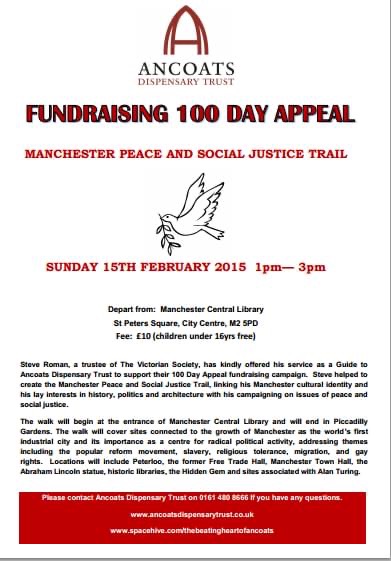 ANCOATS
DISPENSARY TRUST
FUNDRAISING 100 DAY APPEAL
MANCHESTER PEACE AND SOCIAL JUSTICE TRAIL
SUNDAY 15TH FEBRUARY 2015 1pm— 3pm
Depart from: Manchester Central Library
St Peters Square, City Centre, M2 5PD
Fee: £10 (children under 16yrs free)
Steve Roman, a trustee of The Victorian Society, has kindly offered his service as a Guide to
Ancoats Dispensary Trust to support their 100 Day Appeal fundraising campaign. Steve helped to
create the Manchester Peace and Social Justice Trail, linking his Manchester cultural identity and
his lay interests in history, politics and architecture with his campaigning on issues of peace and
social justice.
The walk will begin at the entrance of Manchester Central Library and will end in Piccadilly
Gardens. The walk will cover sites connected to the growth of Manchester as the world's first
industrial city and its importance as a centre for radical political activity, addressing themes
including the popular reform movement, slavery, religious tolerance, migration, and gay
rights. Locations will include Peterloo, the former Free Trade Hall, Manchester Town Hall, the
Abraham Lincoln statue, historic libraries, the Hidden Gem and sites associated with Alan Turing.
Please contact Ancoats Dispensary Trust on 0161 480 8666 if you have any questions.
www.ancoatsdispensarytrust.co.uk
www.spacehive.com/thebeatingheartofancoats